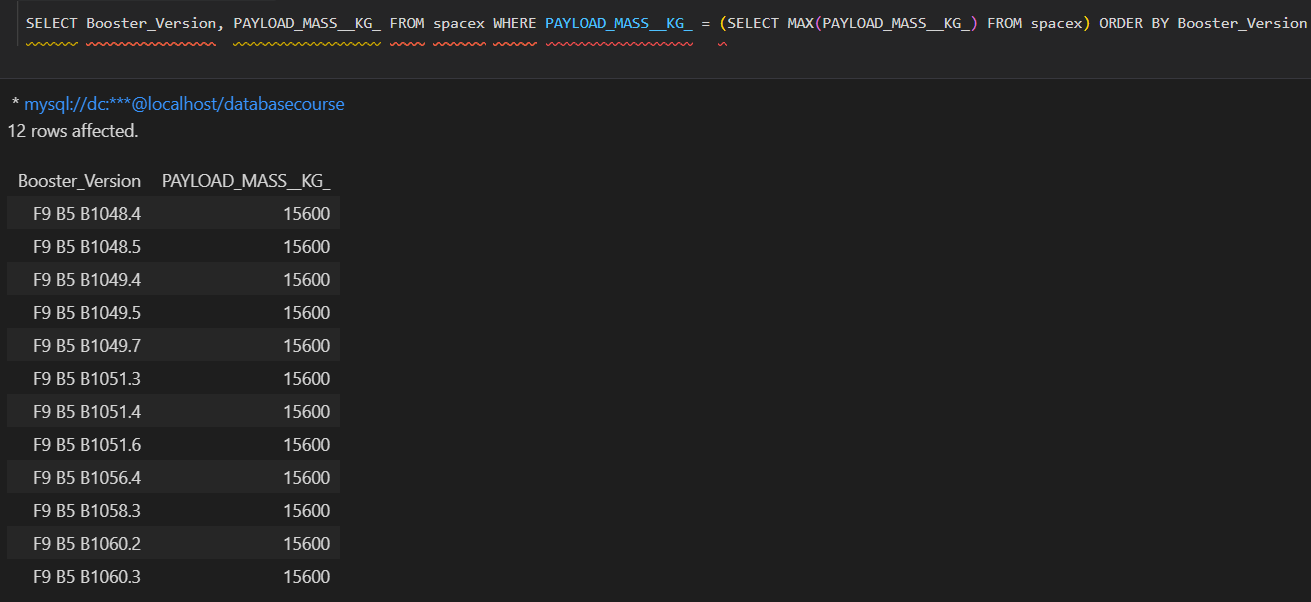 SELECT Booster_Version, PAYLOAD_MASS__KG_ FROM spacex WHERE PAYLOAD_MASS__KG_ = (SELECT MAX(PAYLOAD_MASS__KG_) FROM spacex) ORDER BY Booster_Version
* mysql://dc:***@localhost/databasecourse
12 rows affected.
Booster_Version PAYLOAD_MASS__KG_
F9 B5 B1048.4 15600
F9 B5 B1048.5 15600
F9 B5 B1049.4 15600
F9 B5 B1049.5 15600
F9 B5 B1049.7 15600
F9 B5 B1051.3 15600
F9 B5 B1051.4 15600
F9 B5 B1051.6 15600
F9 B5 B1056.4 15600
F9 B5 B1058.3 15600
F9 B5 B1060.2 15600
F9 B5 B1060.3 15600